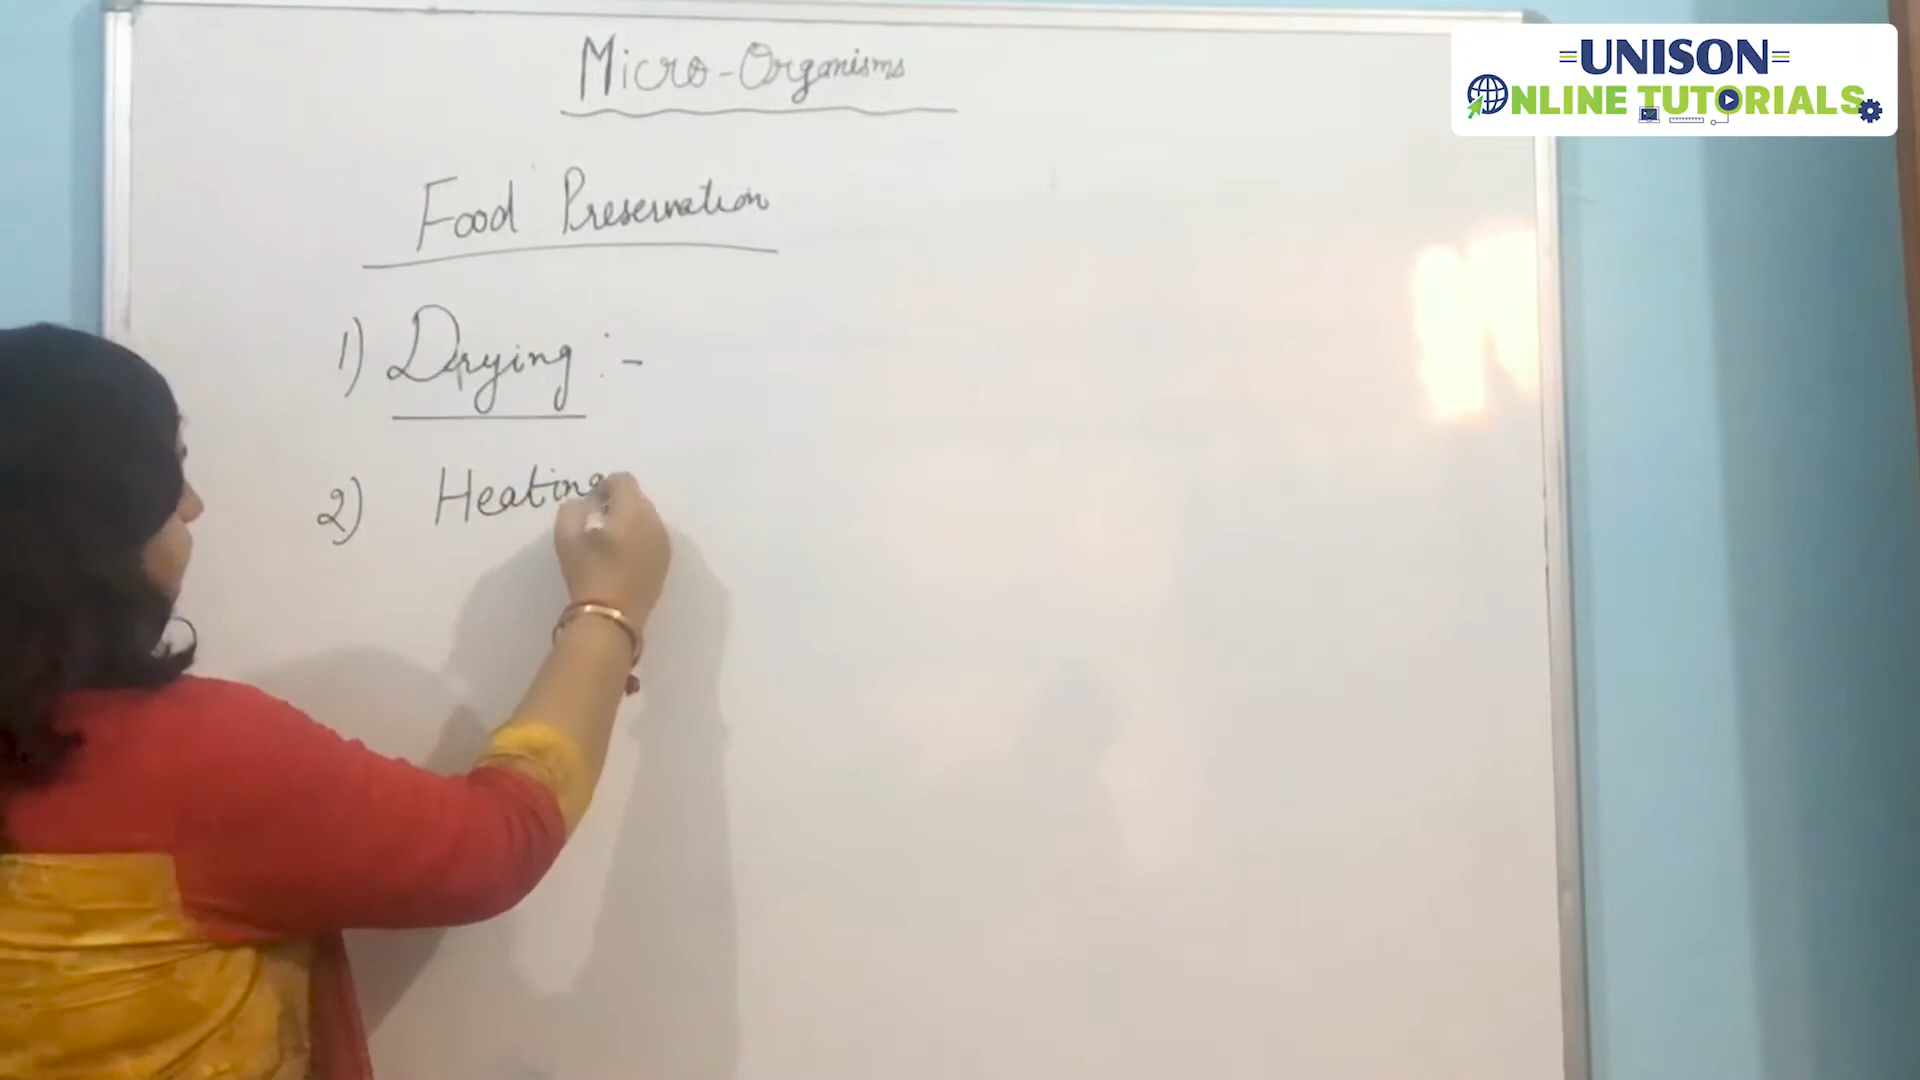 Micro-Organisms
UNISON
ONLINE TUTORIALS
Food Preservation
1) Drying :-
2) Heating